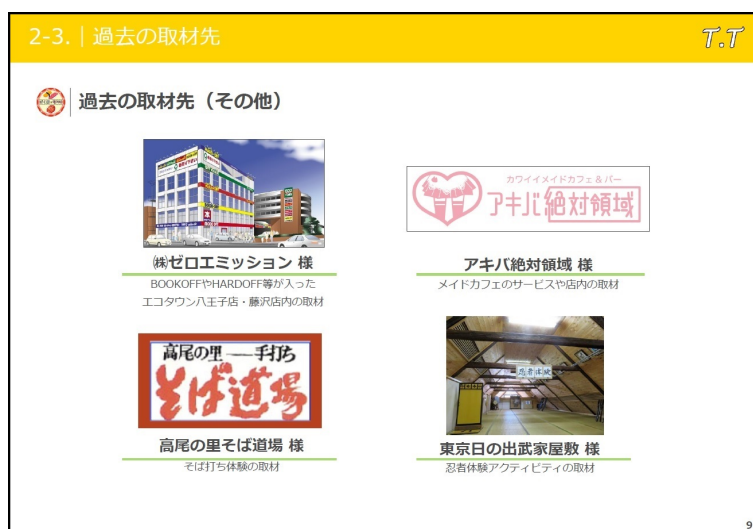 2-3.｜過去の取材先
T.T
過去の取材先（その他）
カワイイメイドカフェ＆バー
アキバ絶対領域
㈱ゼロエミッション 様
BOOKOFFやHARDOFF等が入った
エコタウン八王子店・藤沢店内の取材
アキバ絶対領域 様
メイドカフェのサービスや店内の取材
高尾の里──手打ち
そば道場
忍者体験
高尾の里そば道場 様
そば打ち体験の取材
東京日の出武家屋敷 様
忍者体験アクティビティの取材
9